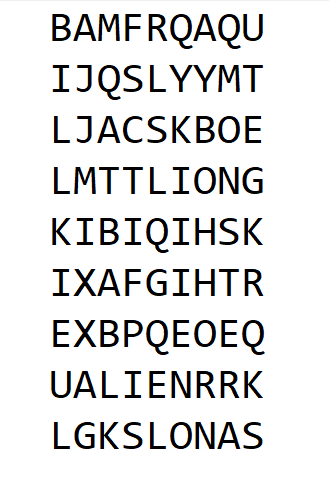 BAMFRQAQU
IJQSLYYMT
LJACSKBOE
LMTTLIONG
KIBIQIHSK
IXAFGIHTR
EXBPQEOEQ
UALIENRRK
LGKSLONAS